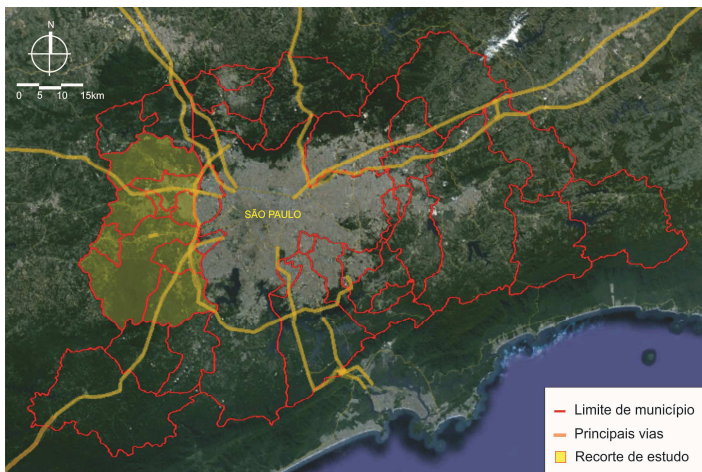 N
0 5 10 15km
SÃO PAULO
Limite de município
Principais vias
Recorte de estudo